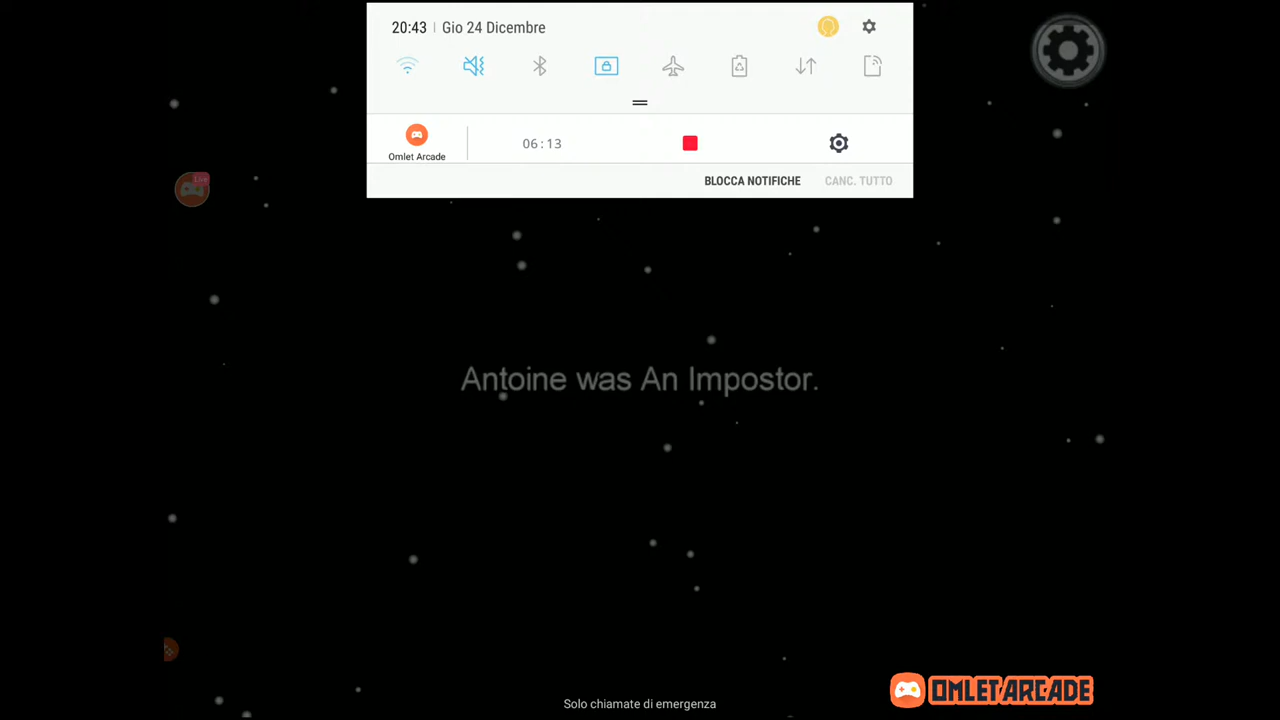 20:43 | Gio 24 Dicembre
Omlet Arcade
06:13
BLOCCA NOTIFICHE CANC. TUTTO
Live
Antoine was An Impostor.
OMLET ARCADE
Solo chiamate di emergenza